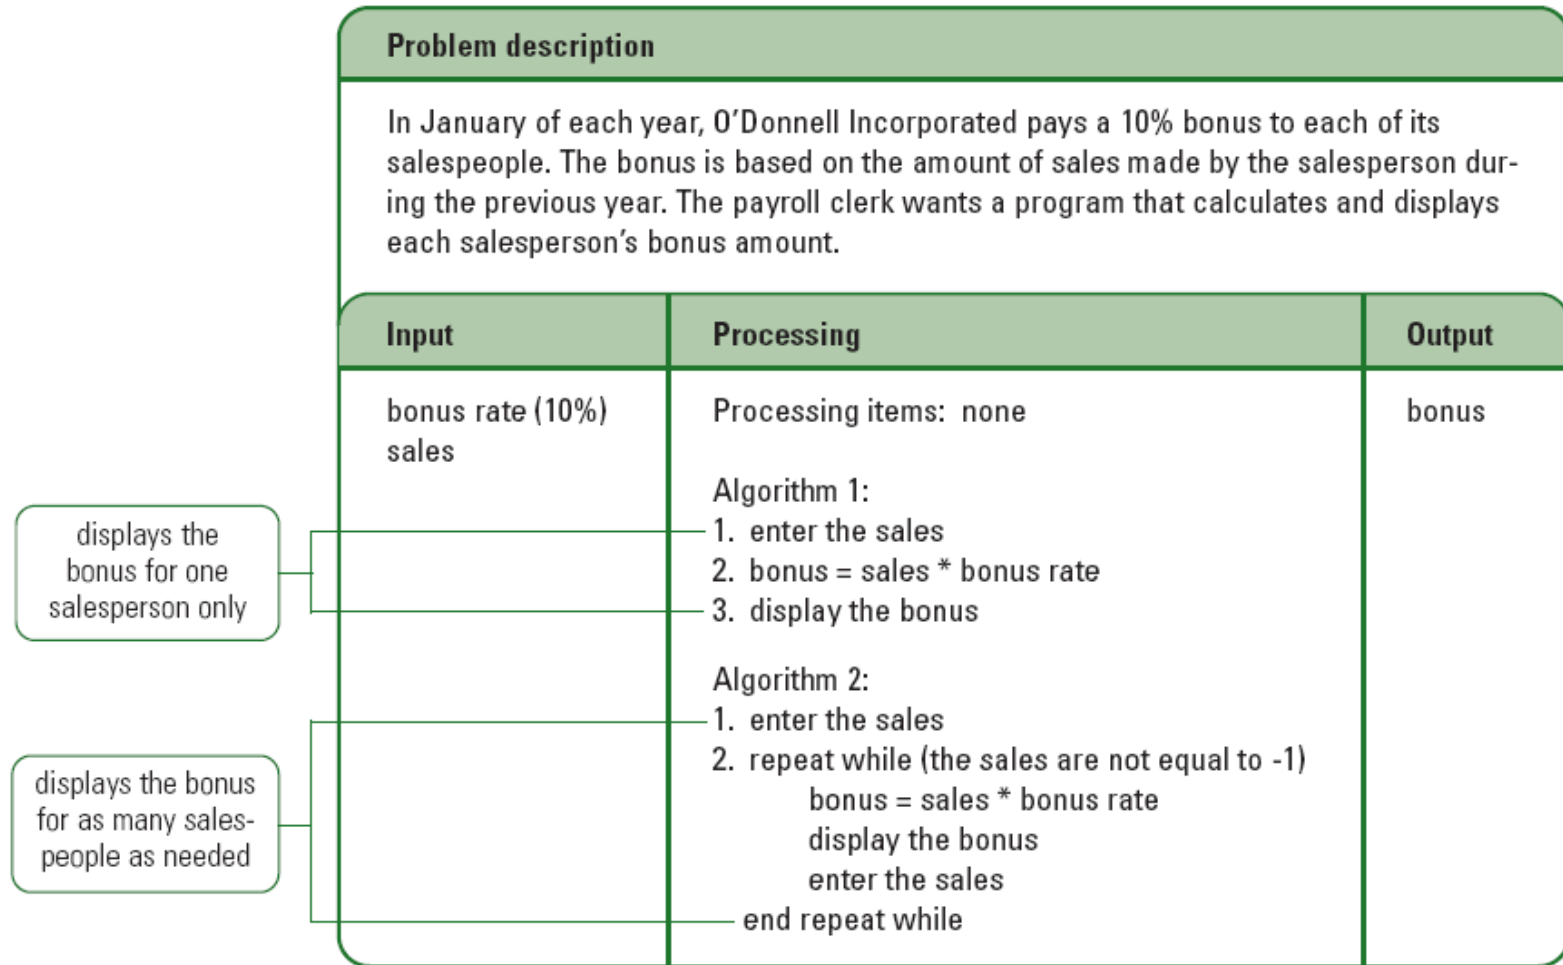 Problem description
In January of each year, O'Donnell Incorporated pays a 10% bonus to each of its
salespeople. The bonus is based on the amount of sales made by the salesperson dur-
ing the previous year. The payroll clerk wants a program that calculates and displays
each salesperson's bonus amount.
Input
Processing
Output
bonus rate (10%)
sales
Processing items: none
bonus
Algorithm 1:
1. enter the sales
2. bonus = sales * bonus rate
3. display the bonus
displays the
bonus for one
salesperson only
Algorithm 2:
1. enter the sales
2. repeat while (the sales are not equal to -1)
bonus = sales * bonus rate
display the bonus
enter the sales
end repeat while
displays the bonus
for as many sales-
people as needed